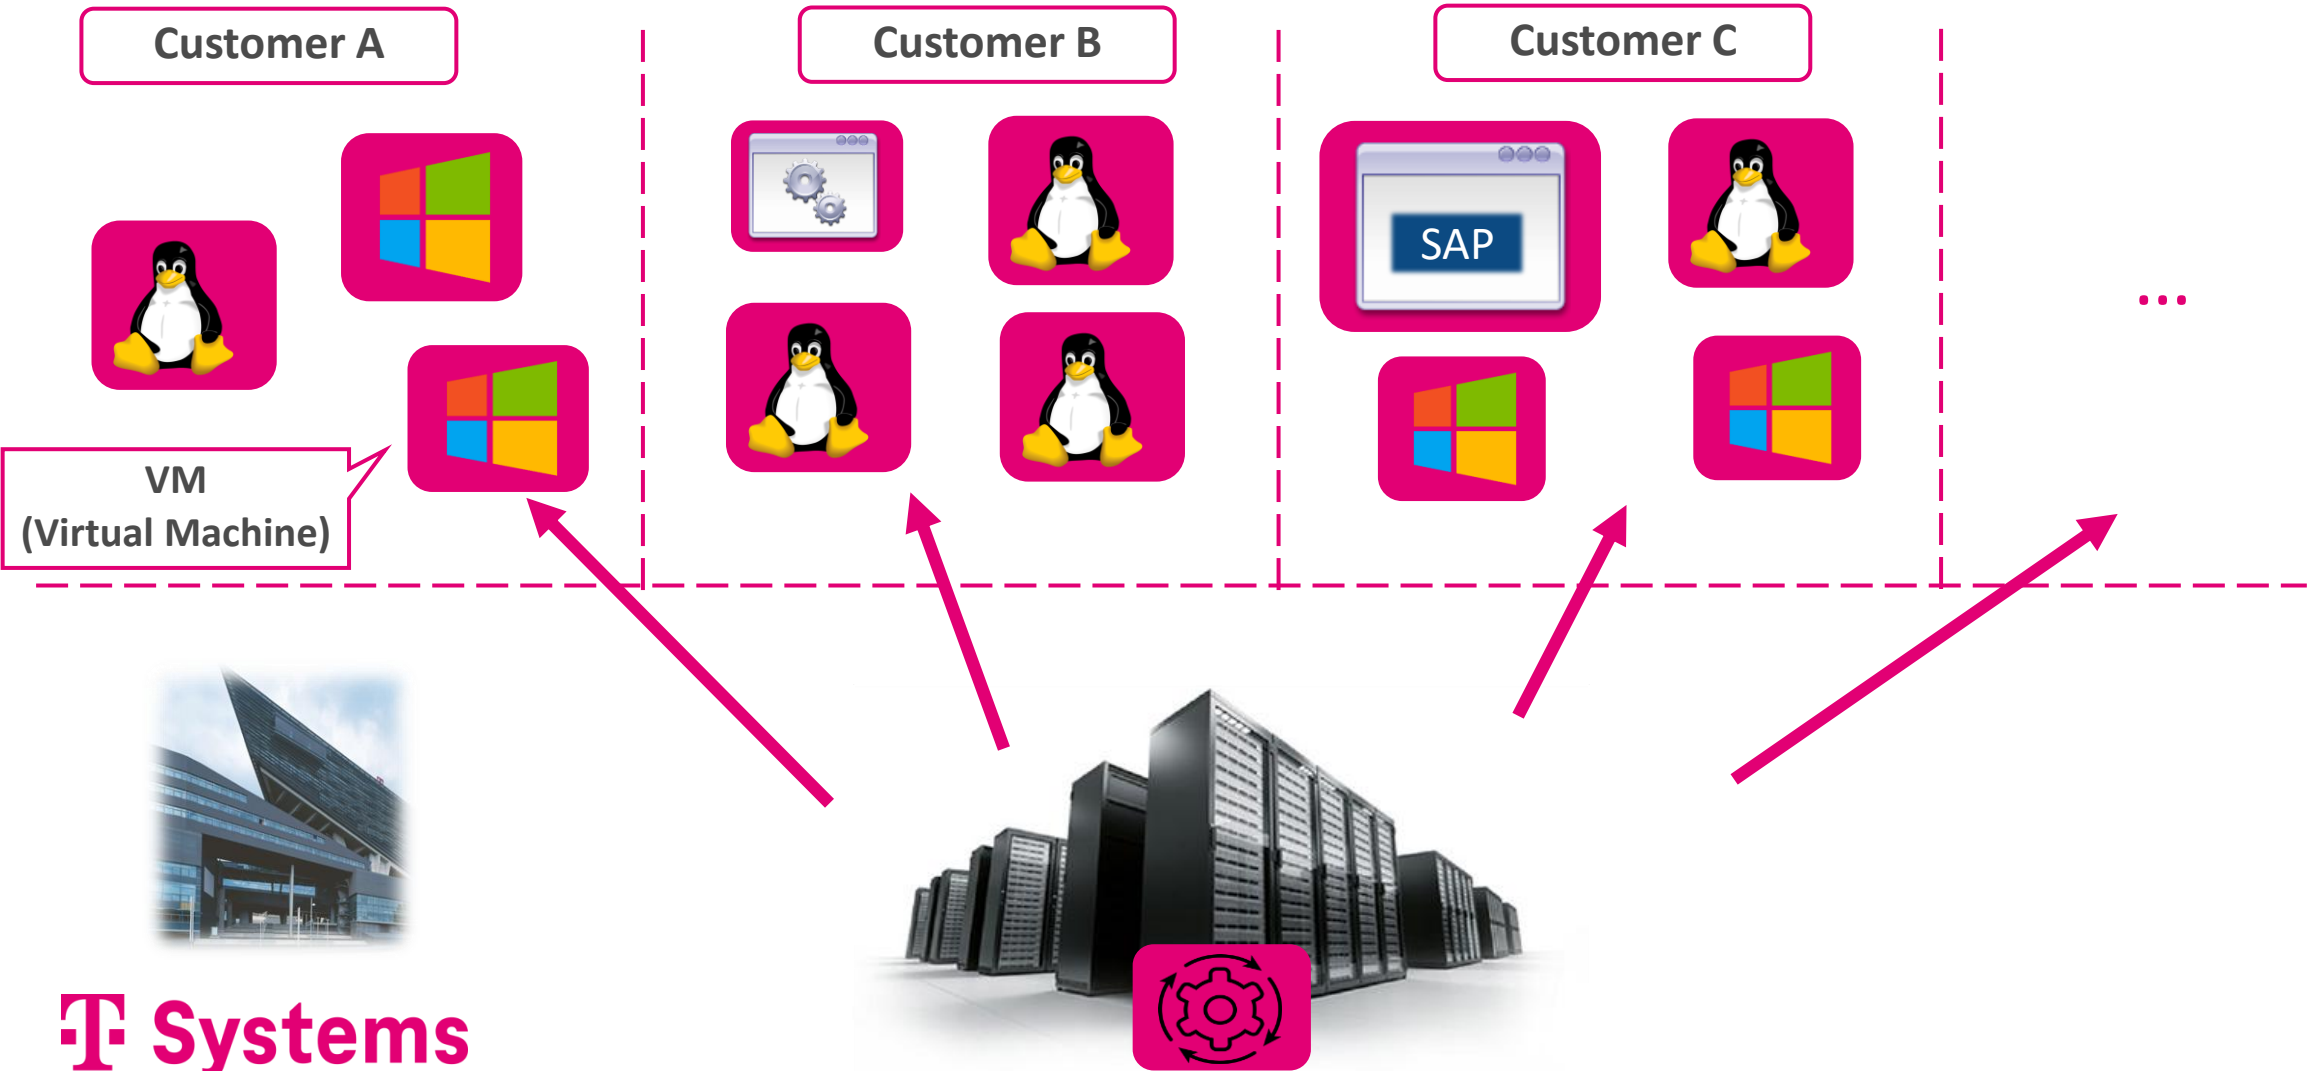 Customer A
Customer B
Customer C
SAP
...
VM
(Virtual Machine)
T Systems